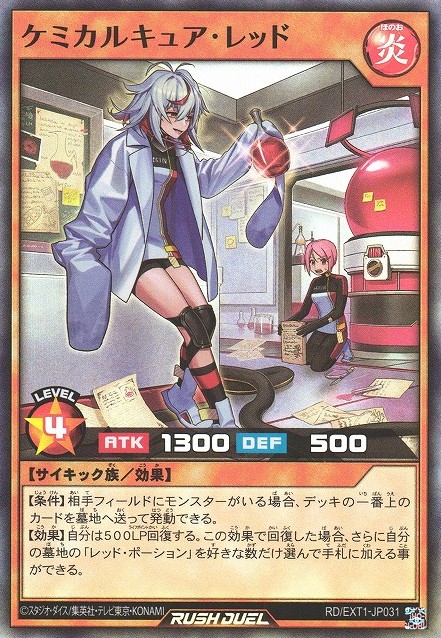 ケミカルキュア・レッド
ほのお
炎
LEVEL
4
ATK 1300 DEF 500
【サイキック族/効果】
【条件】相手フィールドにモンスターがいる場合、デッキの一番上の
カードを墓地へ送って発動できる。
【効果】自分は500LP回復する。この効果で回復した場合、さらに自分
の墓地の「レッド・ポーション」を好きな数だけ選んで手札に加える事
ができる。
©スタジオ・ダイス/集英社・テレビ東京・KONAMI
RUSH DUEL
RD/EXT1-JP031